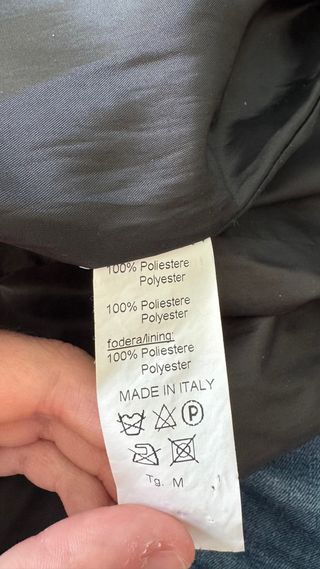 100% Poliestere
Polyester
100% Poliestere
Polyester
fodera/lining:
100% Poliestere
Polyester
MADE IN ITALY
P
Tg. M